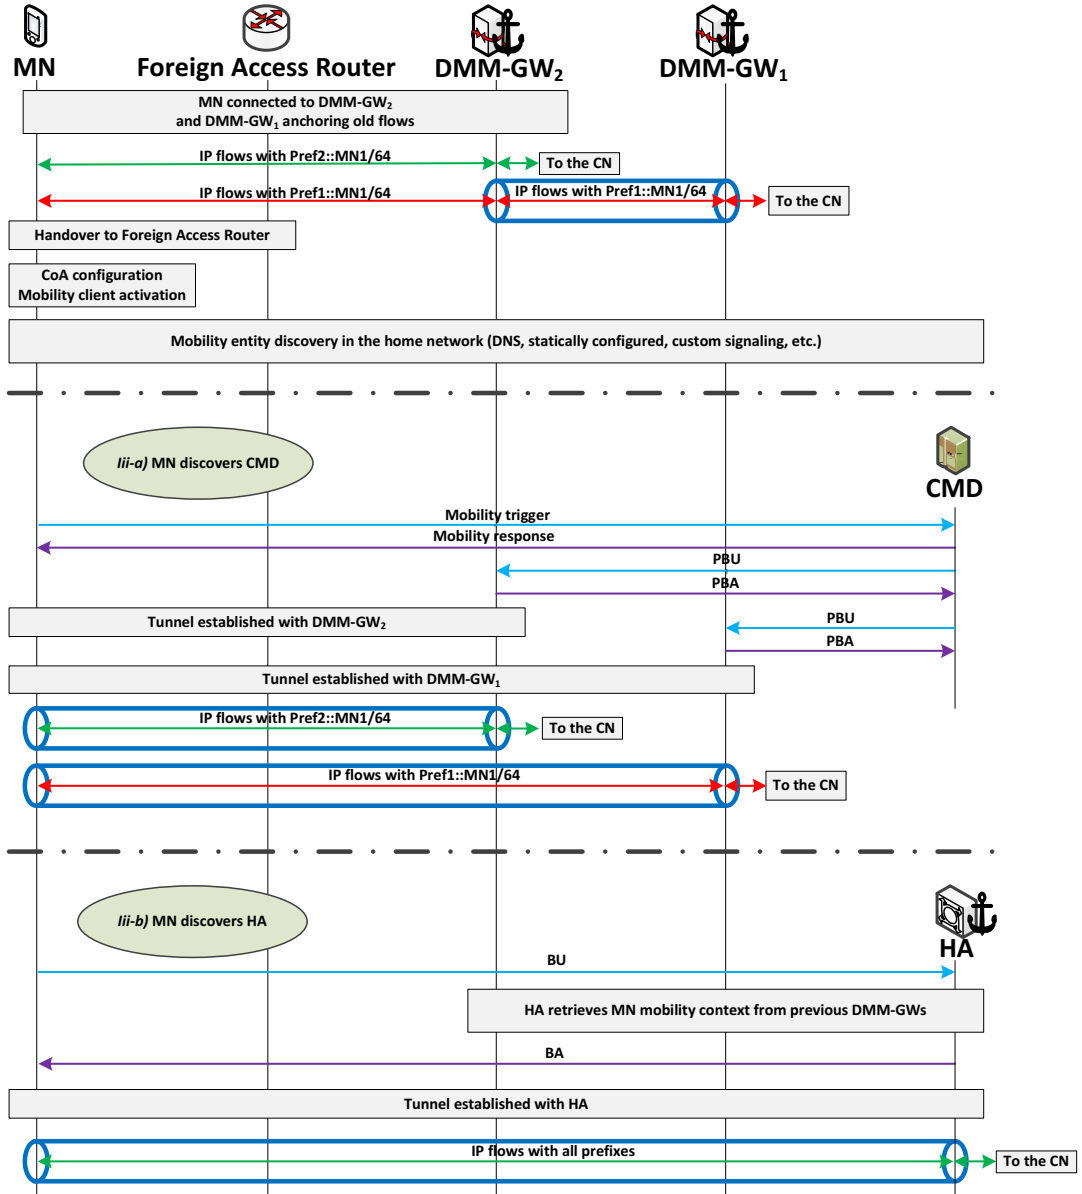 MN
Foreign Access Router
DMM-GW₂
DMM-GW₁
MN connected to DMM-GW₂
and DMM-GW₁ anchoring old flows
IP flows with Pref2::MN1/64
To the CN
IP flows with Pref1::MN1/64
IP flows with Pref1::MN1/64
To the CN
Handover to Foreign Access Router
CoA configuration
Mobility client activation
Mobility entity discovery in the home network (DNS, statically configured, custom signaling, etc.)
Iii-a) MN discovers CMD
CMD
Mobility trigger
Mobility response
PBU
PBA
Tunnel established with DMM-GW₂
PBU
PBA
Tunnel established with DMM-GW₁
IP flows with Pref2::MN1/64
To the CN
IP flows with Pref1::MN1/64
To the CN
Iii-b) MN discovers HA
HA
BU
HA retrieves MN mobility context from previous DMM-GWs
BA
Tunnel established with HA
IP flows with all prefixes
To the CN